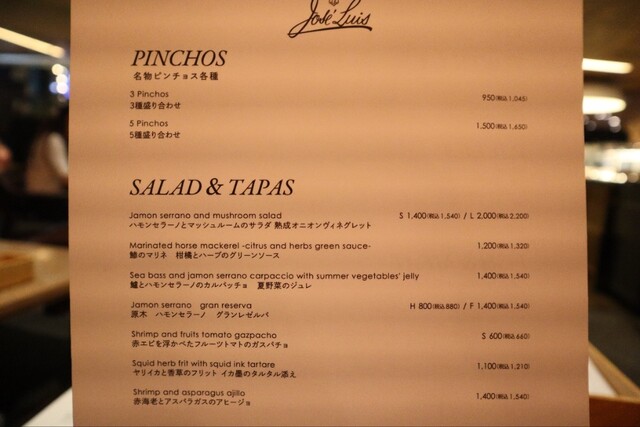 José Luis
PINCHOS
名物ピンチョス各種
3 Pinchos 950(税込1,045)
3種盛り合わせ
5 Pinchos 1,500(税込1,650)
5種盛り合わせ
SALAD & TAPAS
Jamon serrano and mushroom salad S 1,400(税込1,540) / L 2,000(税込2,200)
ハモンセラーノとマッシュルームのサラダ 熟成オニオンヴィネグレット
Marinated horse mockerel -citrus and herbs green sauce- 1,200(税込1,320)
鯵のマリネ 柑橘とハーブのグリーンソース
Sea bass and jamon serrano carpaccio with summer vegetables' jelly 1,400(税込1,540)
鱸とハモンセラーノのカルパッチョ 夏野菜のジュレ
Jamon serrano gran reserva H 800(税込880) / F 1,400(税込1,540)
原木 ハモンセラーノ グランレゼルバ
Shrimp and fruits tomato gazpacho S 600(税込660)
赤エビを浮かべたフルーツトマトのガスパチョ
Squid herb frit with squid ink tartare 1,100(税込1,210)
ヤリイカと香草のフリット イカ墨のタルタル添え
Shrimp and asparagus ajillo 1,400(税込1,540)
赤海老とアスパラガスのアヒージョ